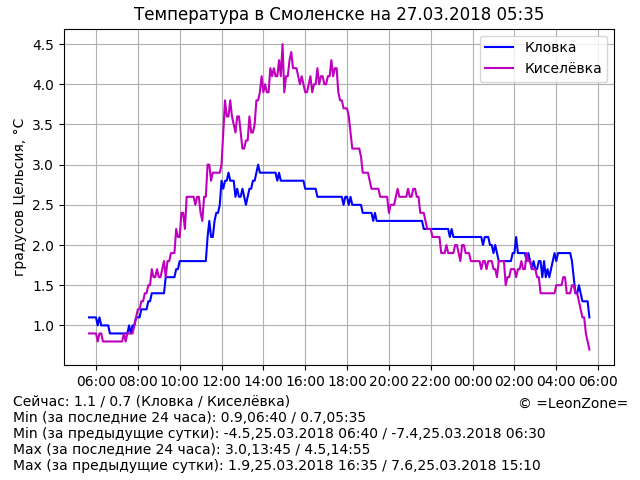 Температура в Смоленске на 27.03.2018 05:35
4.5
4.0
3.5
3.0
2.5
2.0
1.5
1.0
градусов Цельсия, °C
Кловка
Киселёвка
06:00 08:00 10:00 12:00 14:00 16:00 18:00 20:00 22:00 00:00 02:00 04:00 06:00
Сейчас: 1.1 / 0.7 (Кловка / Киселёвка)
© =LeonZone=
Min (за последние 24 часа): 0.9,06:40 / 0.7,05:35
Min (за предыдущие сутки): -4.5,25.03.2018 06:40 / -7.4,25.03.2018 06:30
Max (за последние 24 часа): 3.0,13:45 / 4.5,14:55
Max (за предыдущие сутки): 1.9,25.03.2018 16:35 / 7.6,25.03.2018 15:10